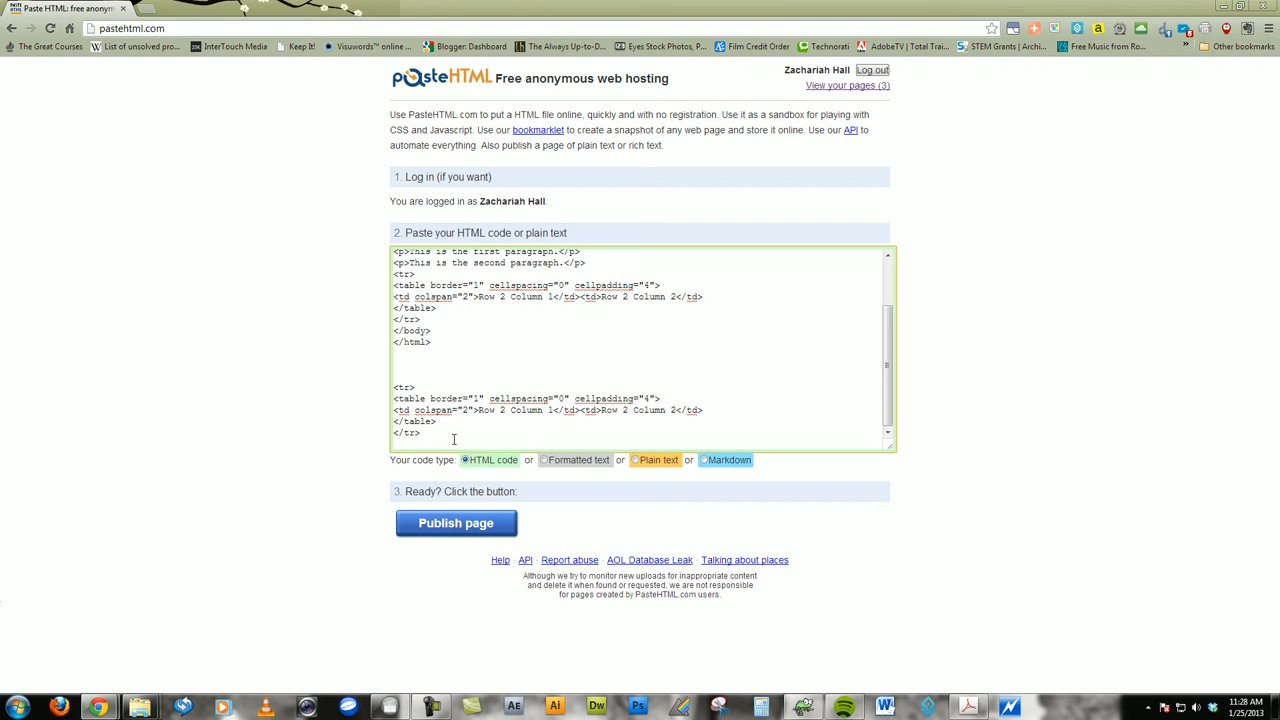 Paste HTML: free anonym
pastehtml.com
The Great Courses
List of unsolved pro...
InterTouch Media
Keep It!
Visuwords™ online ...
Blogger: Dashboard
The Always Up-to-D...
Eyes Stock Photos, P...
Film Credit Order
Technorati
AdobeTV | Total Trai...
STEM Grants | Archi...
Free Music from Ro...
Other bookmarks
pasteHTML Free anonymous web hosting
Zachariah Hall Log out
View your pages (3)
Use PasteHTML.com to put a HTML file online, quickly and with no registration. Use it as a sandbox for playing with
CSS and Javascript. Use our bookmarklet to create a snapshot of any web page and store it online. Use our API to
automate everything. Also publish a page of plain text or rich text.
1. Log in (if you want)
You are logged in as Zachariah Hall.
2. Paste your HTML code or plain text
<p>This is the first paragraph.</p>
<p>This is the second paragraph.</p>
<tr>
<table border="1" cellspacing="0" cellpadding="4">
<td colspan="2">Row 2 Column 1</td><td>Row 2 Column 2</td>
</table>
</tr>
</body>
</html>
<tr>
<table border="1" cellspacing="0" cellpadding="4">
<td colspan="2">Row 2 Column 1</td><td>Row 2 Column 2</td>
</table>
</tr>
Your code type: HTML code or Formatted text or Plain text or Markdown
3. Ready? Click the button:
Publish page
Help · API · Report abuse · AOL Database Leak · Talking about places
Although we try to monitor new uploads for inappropriate content
and delete it when found or requested, we are not responsible
for pages created by PasteHTML.com users.
AE
Ai
Dw
Ps
11:28 AM
1/25/2013